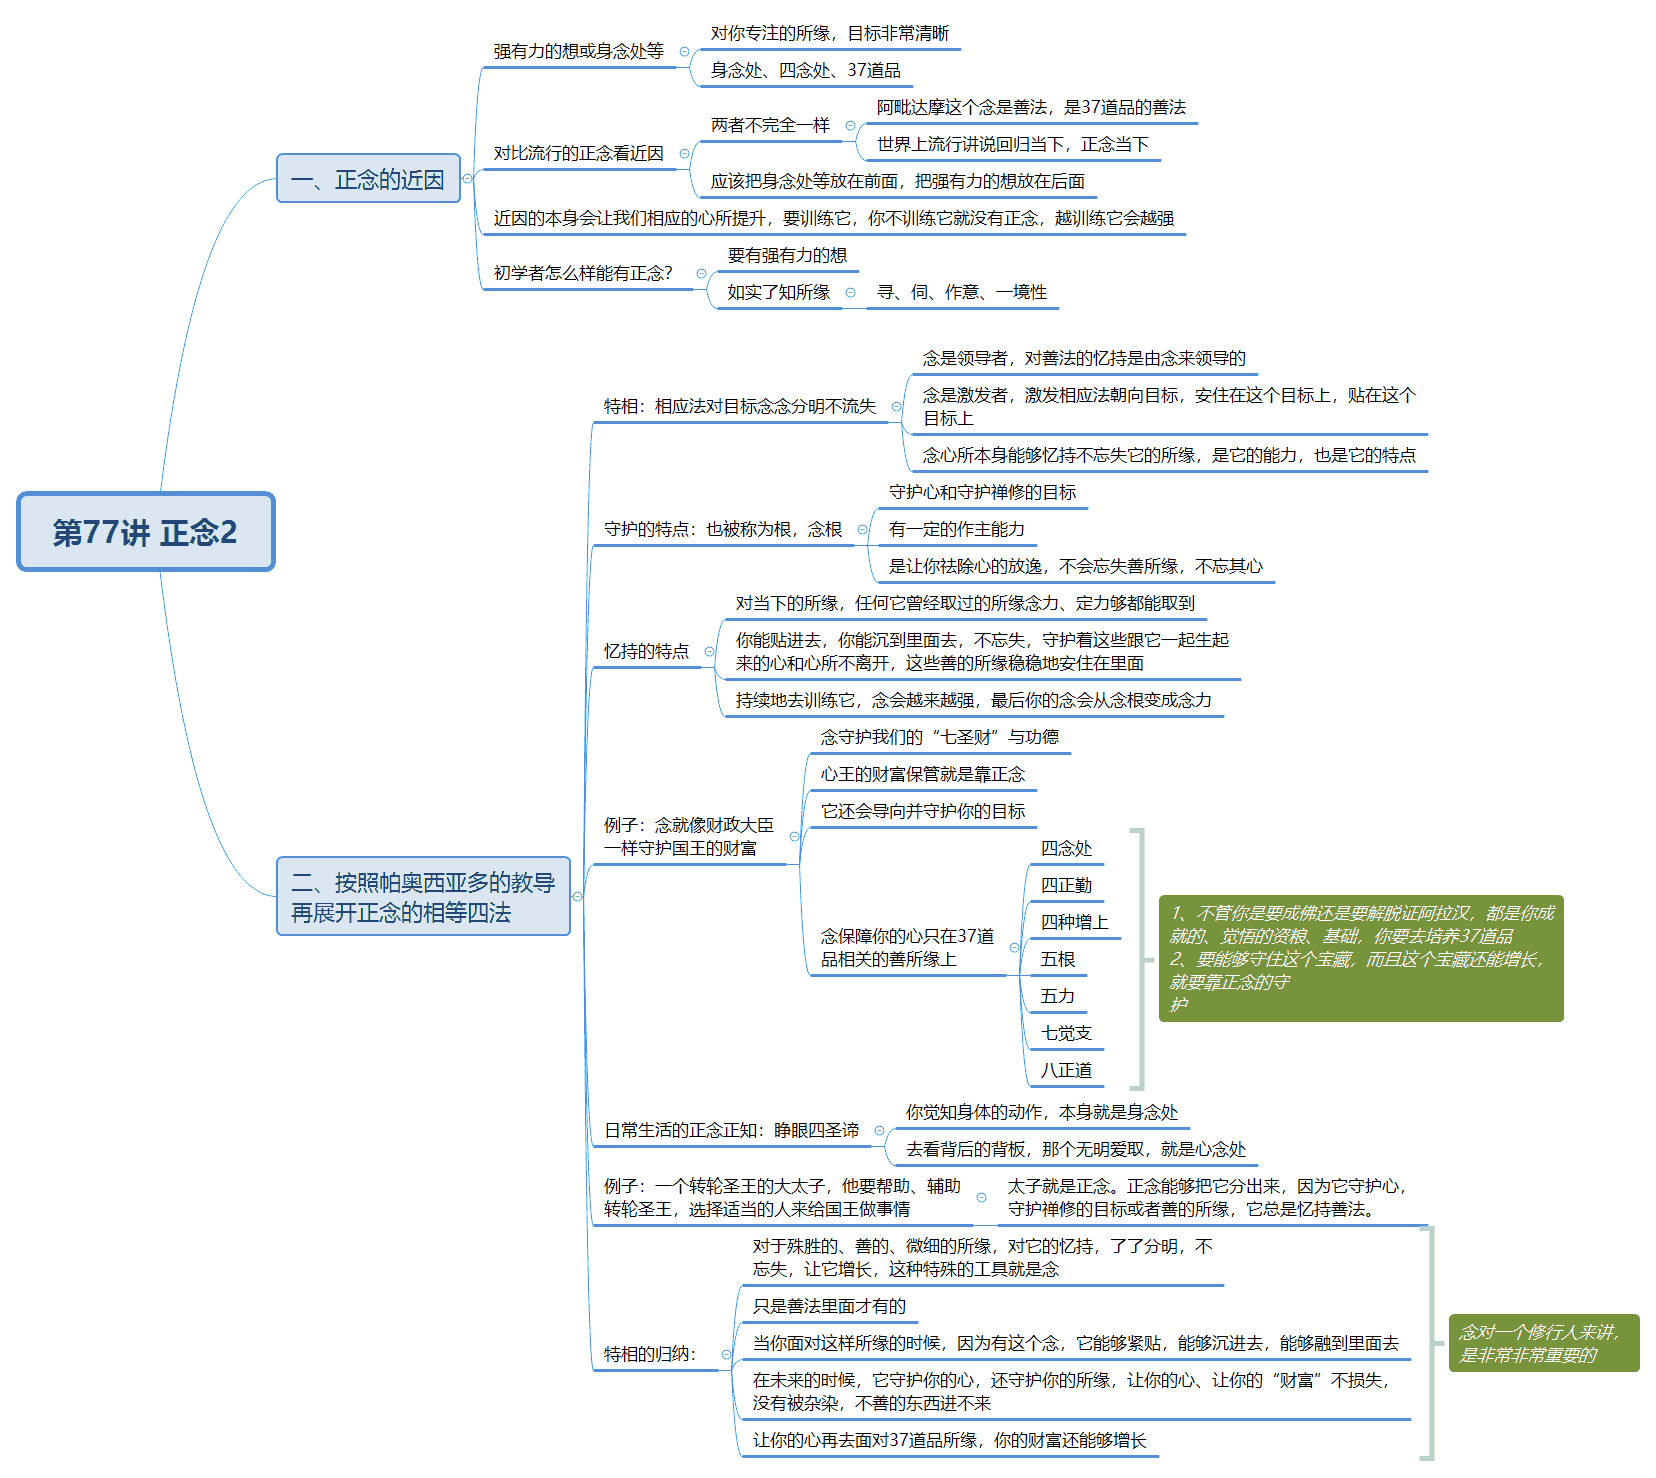 第77讲 正念2
一、正念的近因
强有力的想或身念处等
对你专注的所缘，目标非常清晰
身念处、四念处、37道品
对比流行的正念看近因
两者不完全一样
阿毗达摩这个念是善法，是37道品的善法
世界上流行讲说回归当下，正念当下
应该把身念处等放在前面，把强有力的想放在后面
近因的本身会让我们相应的心所提升，要训练它，你不训练它就没有正念，越训练它会越强
初学者怎么样能有正念？
要有强有力的想
如实了知所缘
寻、伺、作意、一境性
二、按照帕奥西亚多的教导
再展开正念的相等四法
特相：相应法对目标念念分明不流失
念是领导者，对善法的忆持是由念来领导的
念是激发者，激发相应法朝向目标，安住在这个目标上，贴在这个
目标上
念心所本身能够忆持不忘失它的所缘，是它的能力，也是它的特点
守护的特点：也被称为根，念根
守护心和守护禅修的目标
有一定的作主能力
是让你祛除心的放逸，不会忘失善所缘，不忘其心
忆持的特点
对当下的所缘，任何它曾经取过的所缘念力、定力够都能取到
你能贴进去，你能沉到里面去，不忘失，守护着这些跟它一起生起
来的心和心所不离开，这些善的所缘稳稳地安住在里面
持续地去训练它，念会越来越强，最后你的念会从念根变成念力
例子：念就像财政大臣
一样守护国王的财富
念守护我们的“七圣财”与功德
心王的财富保管就是靠正念
它还会导向并守护你的目标
念保障你的心只在37道
品相关的善所缘上
四念处
四正勤
四种增上
五根
五力
七觉支
八正道
1、不管你是要成佛还是要解脱证阿拉汉，都是你成
就的、觉悟的资粮、基础，你要去培养37道品
2、要能够守住这个宝藏，而且这个宝藏还能增长，
就要靠正念的守
护
日常生活的正念正知：睁眼四圣谛
你觉知身体的动作，本身就是身念处
去看背后的背板，那个无明爱取，就是心念处
例子：一个转轮圣王的大太子，他要帮助、辅助
转轮圣王，选择适当的人来给国王做事情
太子就是正念。正念能够把它分出来，因为它守护心，
守护禅修的目标或者善的所缘，它总是忆持善法。
特相的归纳：
对于殊胜的、善的、微细的所缘，对它的忆持，了了分明，不
忘失，让它增长，这种特殊的工具就是念
只是善法里面才有的
当你面对这样所缘的时候，因为有这个念，它能够紧贴，能够沉进去，能够融到里面去
在未来的时候，它守护你的心，还守护你的所缘，让你的心、让你的“财富”不损失，
没有被杂染，不善的东西进不来
让你的心再去面对37道品所缘，你的财富还能够增长
念对一个修行人来讲，
是非常非常重要的